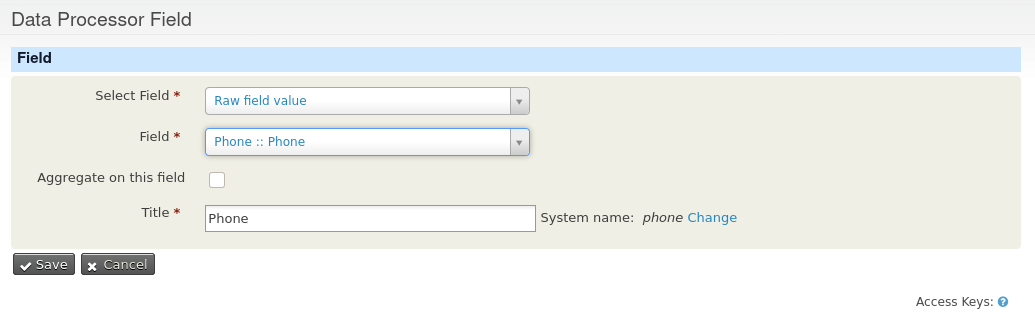 Data Processor Field
Field
Select Field * Raw field value
Field * Phone :: Phone
Aggregate on this field
Title * Phone System name: phone Change
Save Cancel
Access Keys: ?